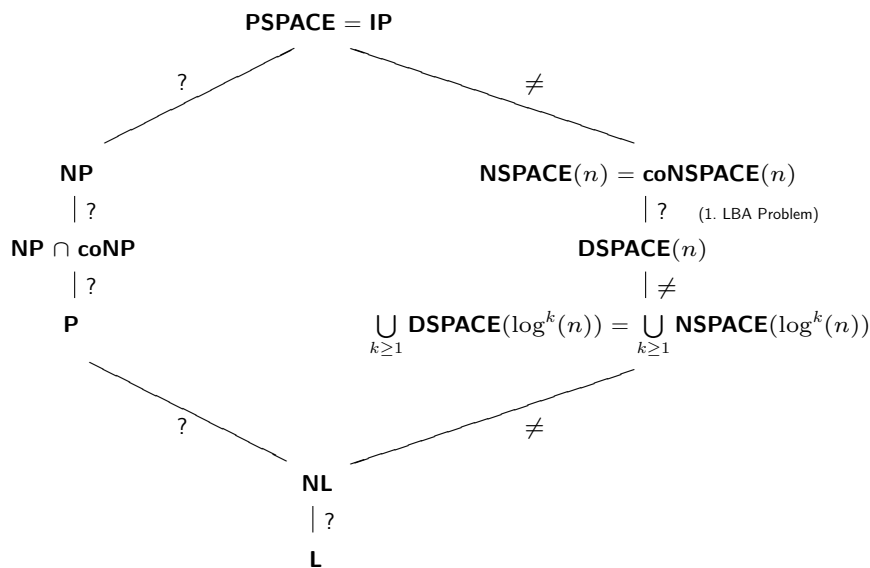 PSPACE = IP
? ≠
NP NSPACE(n) = coNSPACE(n)
? ? (1. LBA Problem)
NP ∩ coNP DSPACE(n)
? ≠
P ⋃_{k≥1} DSPACE(log^k(n)) = ⋃_{k≥1} NSPACE(log^k(n))
? ≠
NL
?
L